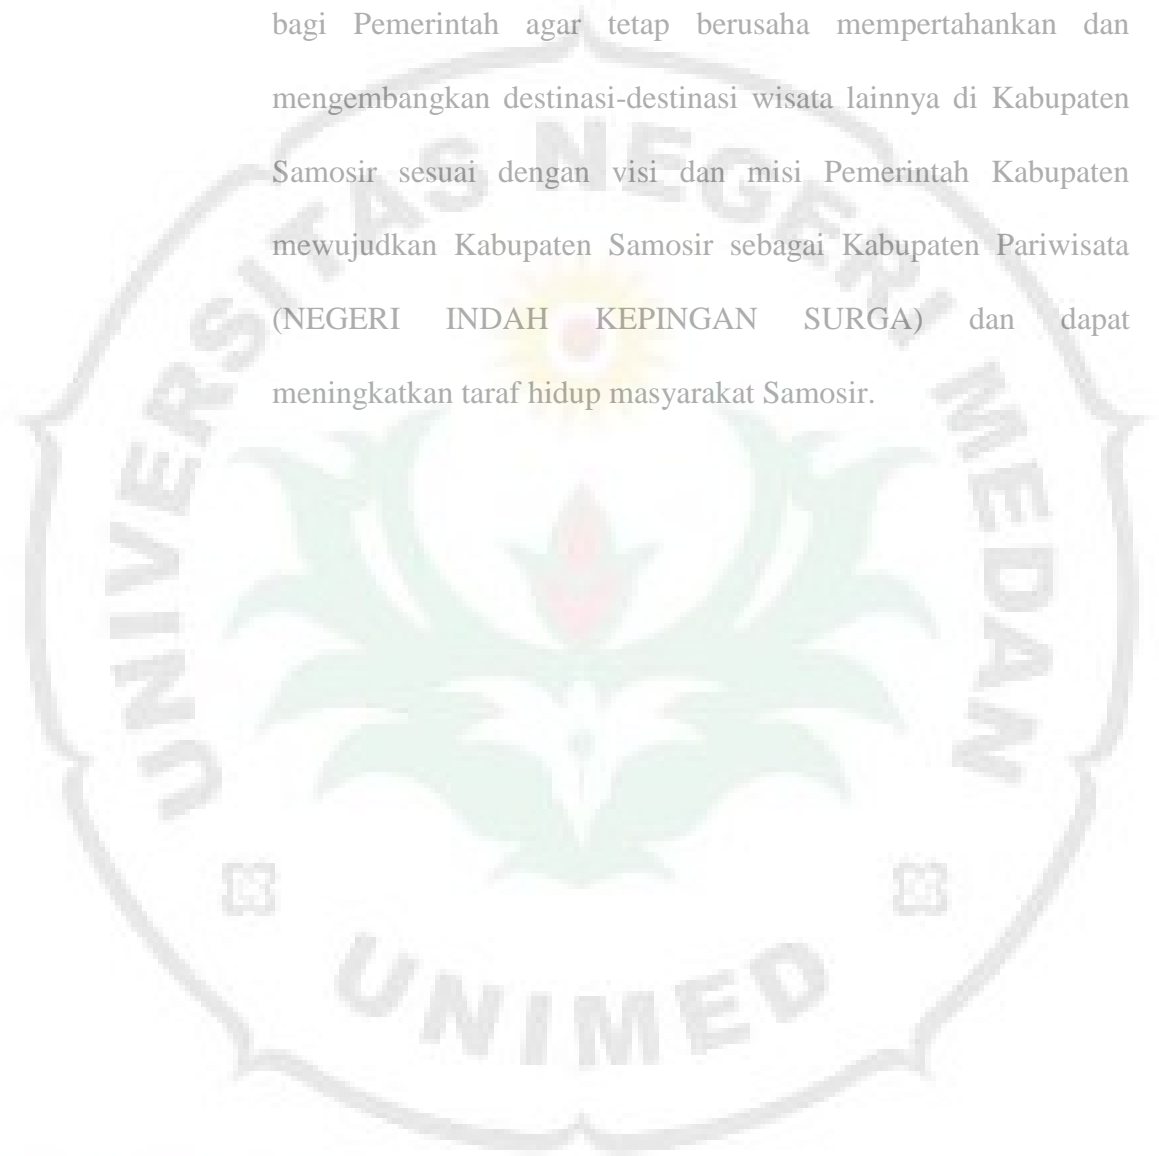 bagi Pemerintah agar tetap berusaha mempertahankan dan
mengembangkan destinasi-destinasi wisata lainnya di Kabupaten
Samosir sesuai dengan visi dan misi Pemerintah Kabupaten
mewujudkan Kabupaten Samosir sebagai Kabupaten Pariwisata
(NEGERI INDAH KEPINGAN SURGA) dan dapat
meningkatkan taraf hidup masyarakat Samosir.
UNIVERSITAS NEGERI MEDAN
UNIMED